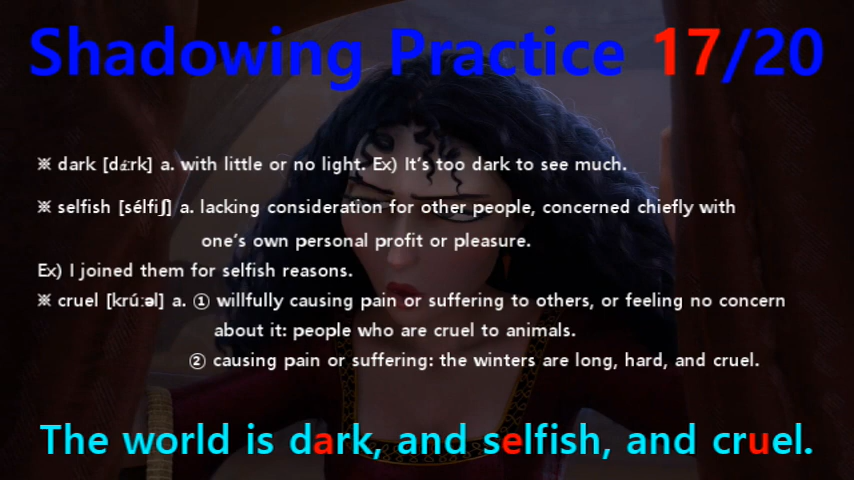 Shadowing Practice 17/20
※ dark [dɑːrk] a. with little or no light. Ex) It's too dark to see much.
※ selfish [sélfiʃ] a. lacking consideration for other people, concerned chiefly with
one's own personal profit or pleasure.
Ex) I joined them for selfish reasons.
※ cruel [krúːəl] a. ① willfully causing pain or suffering to others, or feeling no concern
about it: people who are cruel to animals.
② causing pain or suffering: the winters are long, hard, and cruel.
The world is dark, and selfish, and cruel.